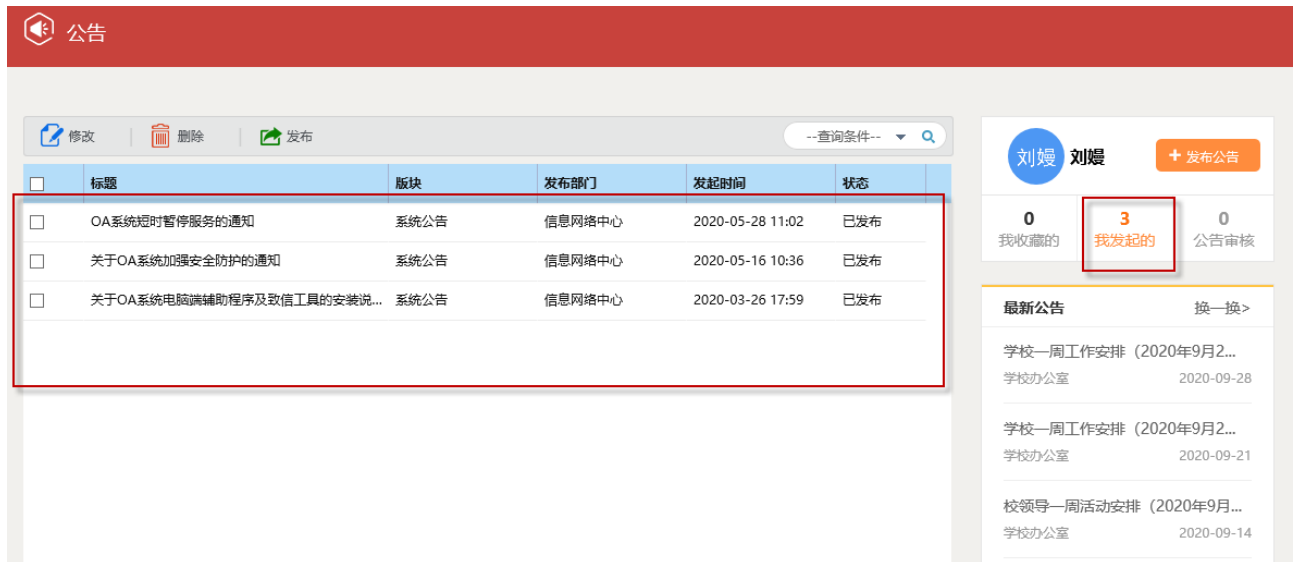 公告
修改 删除 发布 --查询条件--
标题 版块 发布部门 发起时间 状态
OA系统短时暂停服务的通知 系统公告 信息网络中心 2020-05-28 11:02 已发布
关于OA系统加强安全防护的通知 系统公告 信息网络中心 2020-05-16 10:36 已发布
关于OA系统电脑端辅助程序及致信工具的安装说... 系统公告 信息网络中心 2020-03-26 17:59 已发布
刘嫚 刘嫚 + 发布公告
0 3 0
我收藏的 我发起的 公告审核
最新公告 换一换>
学校一周工作安排（2020年9月2...
学校办公室 2020-09-28
学校一周工作安排（2020年9月2...
学校办公室 2020-09-21
校领导一周活动安排（2020年9月...
学校办公室 2020-09-14